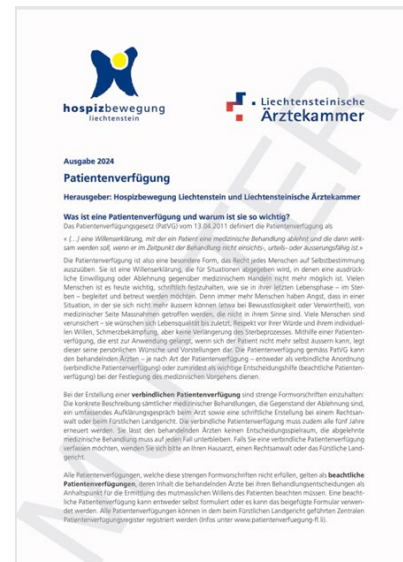 hospizbewegung
liechtenstein
Liechtensteinische
Ärztekammer
Ausgabe 2024
Patientenverfügung
Herausgeber: Hospizbewegung Liechtenstein und Liechtensteinische Ärztekammer
Was ist eine Patientenverfügung und warum ist sie so wichtig?
Das Patientenverfügungsgesetz (PatVG) vom 13.04.2011 definiert die Patientenverfügung als
« [...] eine Willenserklärung, mit der ein Patient eine medizinische Behandlung ablehnt und die dann wirk-
sam werden soll, wenn er im Zeitpunkt der Behandlung nicht einsichts-, urteils- oder äusserungsfähig ist.»
Die Patientenverfügung ist also eine besondere Form, das Recht jedes Menschen auf Selbstbestimmung
auszuüben. Sie ist eine Willenserklärung, die für Situationen abgegeben wird, in denen eine ausdrück-
liche Einwilligung oder Ablehnung gegenüber medizinischem Handeln nicht mehr möglich ist. Vielen
Menschen ist es heute wichtig, schriftlich festzuhalten, wie sie in ihrer letzten Lebensphase – im Ster-
ben – begleitet und betreut werden möchten. Denn immer mehr Menschen haben Angst, dass in einer
Situation, in der sie sich nicht mehr äussern können (etwa bei Bewusstlosigkeit oder Verwirrtheit), von
medizinischer Seite Massnahmen getroffen werden, die nicht in ihrem Sinne sind. Viele Menschen sind
verunsichert – sie wünschen sich Lebensqualität bis zuletzt, Respekt vor ihrer Würde und ihrem individuel-
len Willen, Schmerzbekämpfung, aber keine Verlängerung des Sterbeprozesses. Mithilfe einer Patienten-
verfügung, die erst zur Anwendung gelangt, wenn sich der Patient nicht mehr selbst äussern kann, legt
dieser seine persönlichen Wünsche und Vorstellungen dar. Die Patientenverfügung gemäss PatVG kann
den behandelnden Ärzten – je nach Art der Patientenverfügung – entweder als verbindliche Anordnung
(verbindliche Patientenverfügung) oder zumindest als wichtige Entscheidungshilfe (beachtliche Patienten-
verfügung) bei der Festlegung des medizinischen Vorgehens dienen.
Bei der Erstellung einer verbindlichen Patientenverfügung sind strenge Formvorschriften einzuhalten:
Die konkrete Beschreibung sämtlicher medizinischer Behandlungen, die Gegenstand der Ablehnung sind,
ein umfassendes Aufklärungsgespräch beim Arzt sowie eine schriftliche Erstellung bei einem Rechtsan-
walt oder beim Fürstlichen Landgericht. Die verbindliche Patientenverfügung muss zudem alle fünf Jahre
erneuert werden. Sie lässt den behandelnden Ärzten keinen Entscheidungsspielraum, die abgelehnte
medizinische Behandlung muss auf jeden Fall unterbleiben. Falls Sie eine verbindliche Patientenverfügung
verfassen möchten, wenden Sie sich bitte an Ihren Hausarzt, einen Rechtsanwalt oder das Fürstliche Land-
gericht.
Alle Patientenverfügungen, welche diese strengen Formvorschriften nicht erfüllen, gelten als beachtliche
Patientenverfügungen, deren Inhalt die behandelnden Ärzte bei ihren Behandlungsentscheidungen als
Anhaltspunkt für die Ermittlung des mutmasslichen Willens des Patienten beachten müssen. Eine beacht-
liche Patientenverfügung kann entweder selbst formuliert oder es kann das beigefügte Formular verwen-
det werden. Alle Patientenverfügungen können in dem beim Fürstlichen Landgericht geführten Zentralen
Patientenverfügungsregister registriert werden (Infos unter www.patientenverfuegung-fl.li).
MUSTER